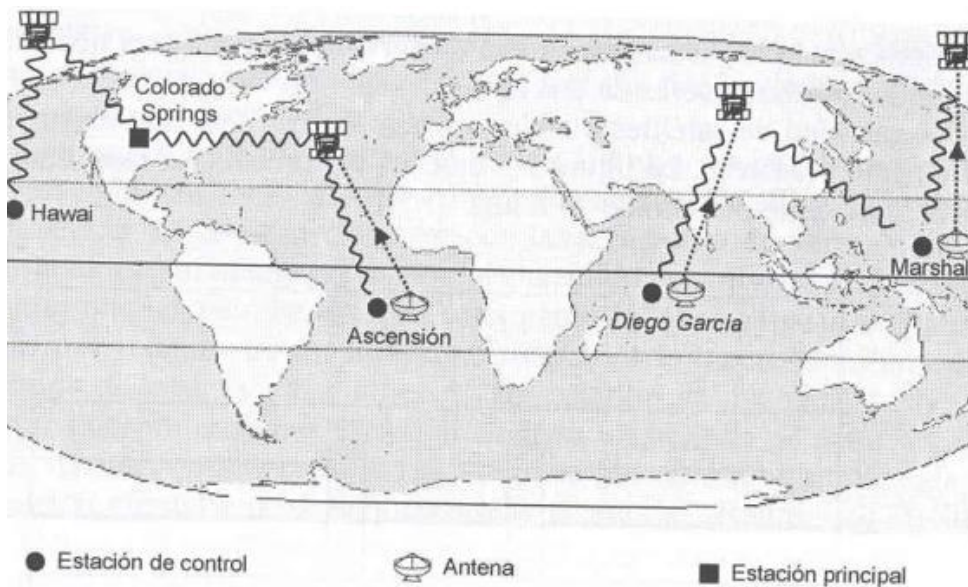 Colorado
Springs
Hawai
Marshal
Ascensión
Diego García
Estación de control
Antena
Estación principal